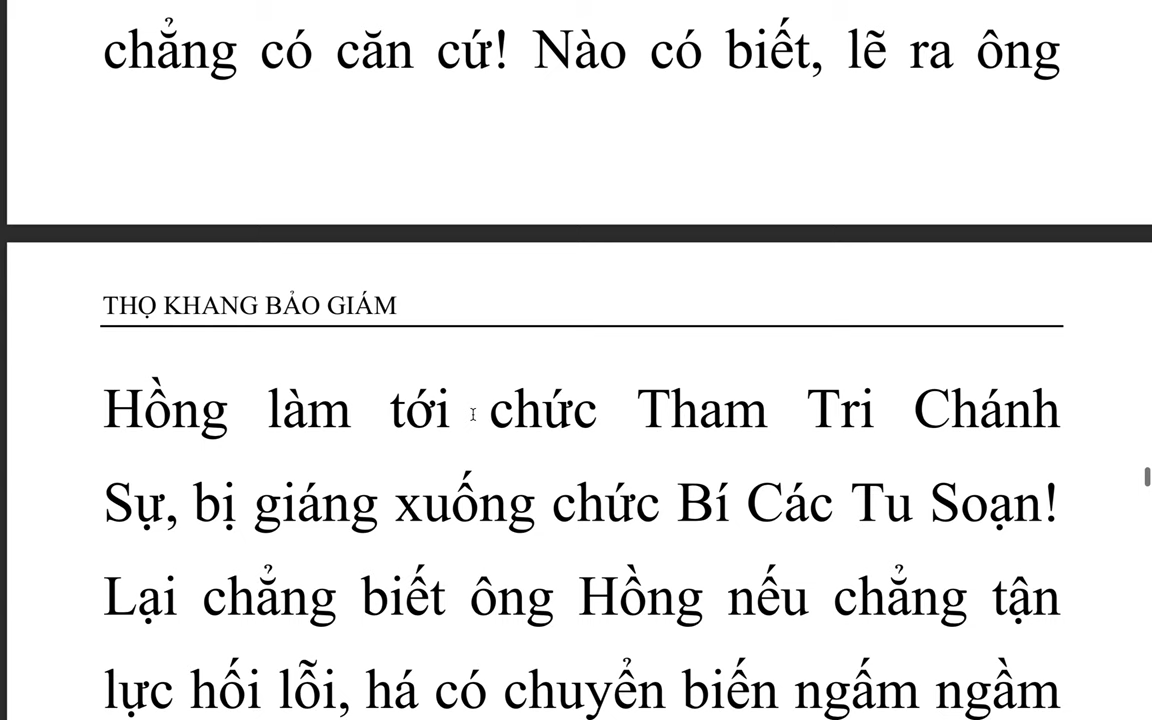 chẳng có căn cứ! Nào có biết, lẽ ra ông
THỌ KHANG BẢO GIÁM
Hồng làm tới chức Tham Tri Chánh
Sự, bị giáng xuống chức Bí Các Tu Soạn!
Lại chẳng biết ông Hồng nếu chẳng tận
lực hối lỗi, há có chuyển biến ngấm ngầm